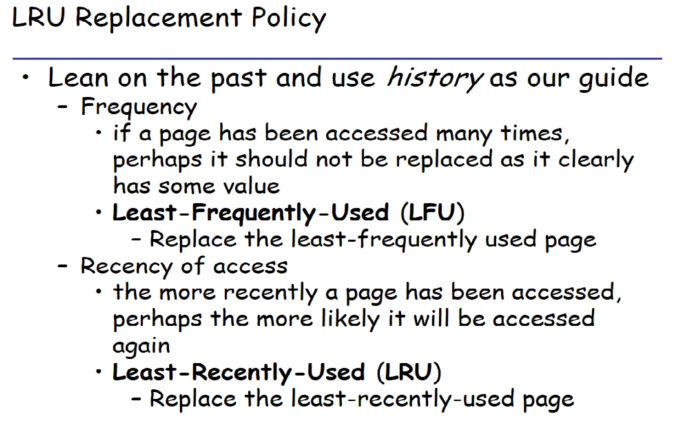 LRU Replacement Policy
• Lean on the past and use history as our guide
– Frequency
• if a page has been accessed many times,
perhaps it should not be replaced as it clearly
has some value
• Least-Frequently-Used (LFU)
– Replace the least-frequently used page
– Recency of access
• the more recently a page has been accessed,
perhaps the more likely it will be accessed
again
• Least-Recently-Used (LRU)
– Replace the least-recently-used page